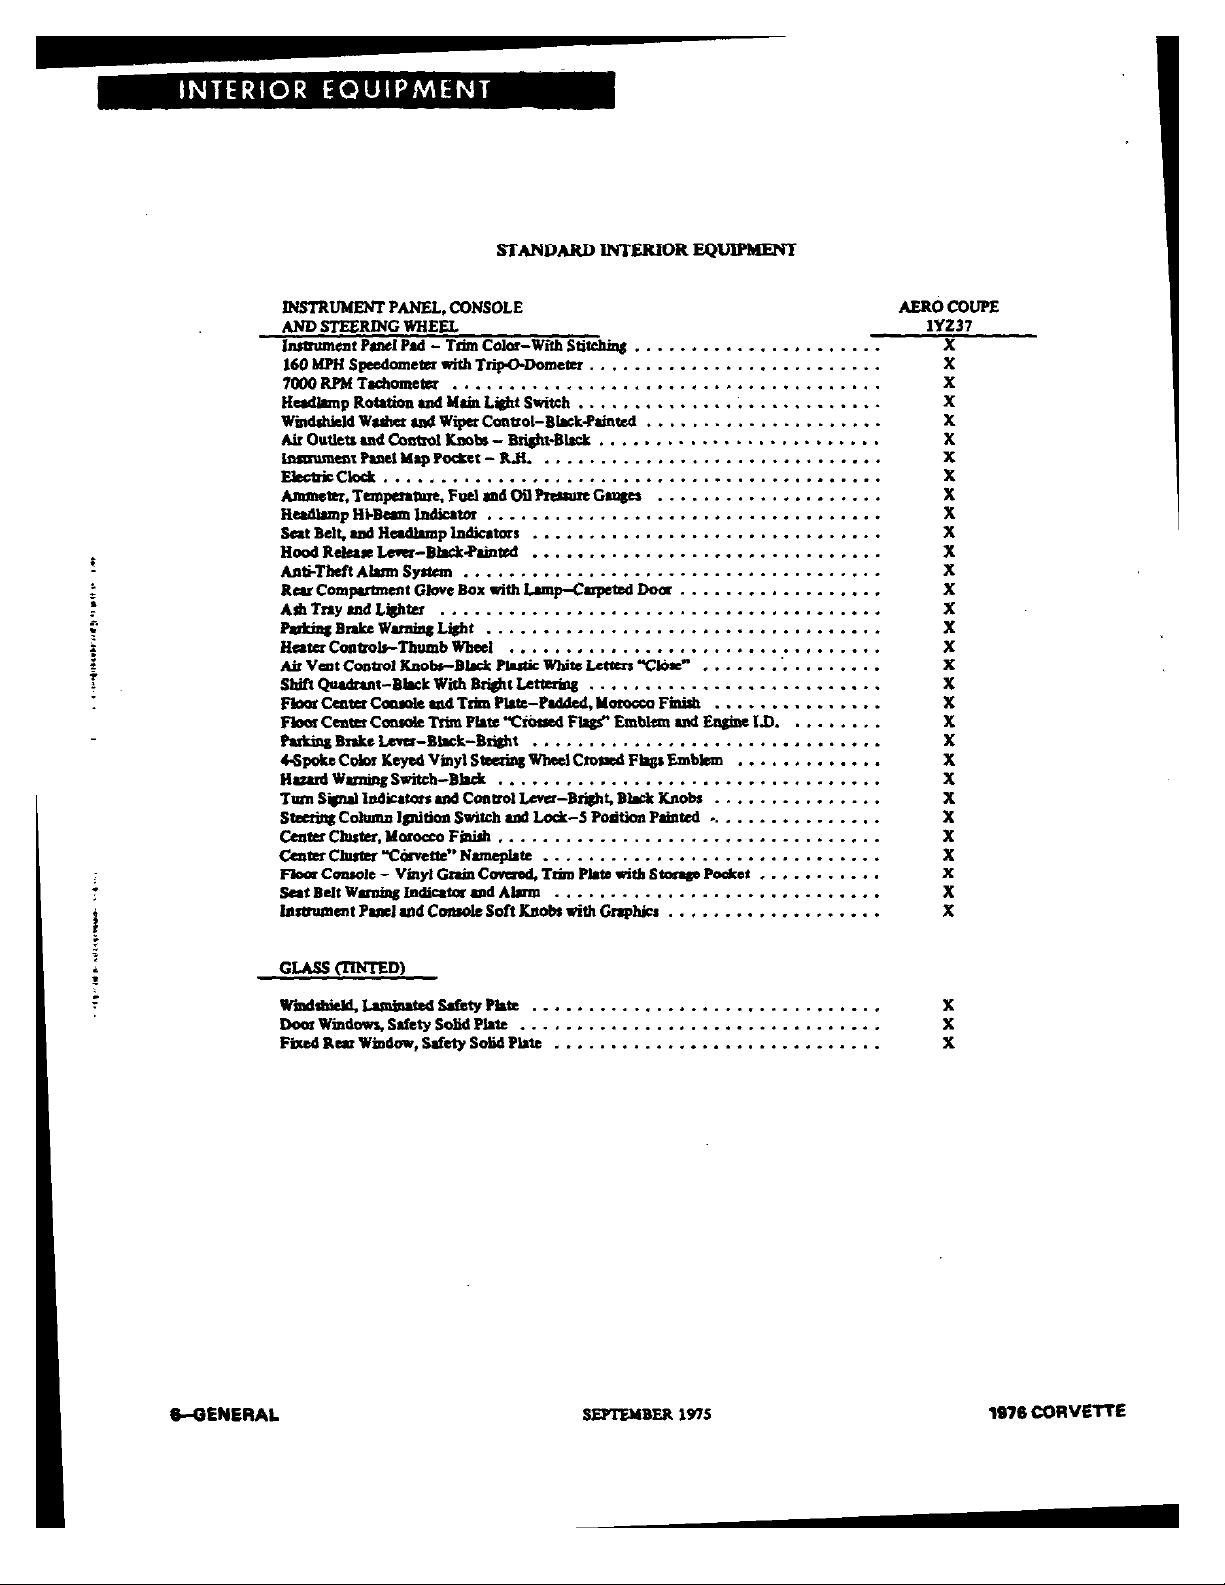 INTERIOR EQUIPMENT
STANDARD INTERIOR EQUIPMENT
INSTRUMENT PANEL, CONSOLE AERO COUPE
AND STEERING WHEEL 1YZ37
Instrument Panel Pad – Trim Color–With Stitching . . . . . . . . . . . . . . . . . . . . . . X
160 MPH Speedometer with Trip-O-Dometer . . . . . . . . . . . . . . . . . . . . . . . . . . X
7000 RPM Tachometer . . . . . . . . . . . . . . . . . . . . . . . . . . . . . . . . . . . . . . X
Headlamp Rotation and Main Light Switch . . . . . . . . . . . . . . . . . . . . . . . . . . . X
Windshield Washer and Wiper Control–Black-Painted . . . . . . . . . . . . . . . . . . . . . X
Air Outlets and Control Knobs – Bright-Black . . . . . . . . . . . . . . . . . . . . . . . . . X
Instrument Panel Map Pocket – R.H. . . . . . . . . . . . . . . . . . . . . . . . . . . . . . . X
Electric Clock . . . . . . . . . . . . . . . . . . . . . . . . . . . . . . . . . . . . . . . . . . . . X
Ammeter, Temperature, Fuel and Oil Pressure Gauges . . . . . . . . . . . . . . . . . . . . X
Headlamp Hi-Beam Indicator . . . . . . . . . . . . . . . . . . . . . . . . . . . . . . . . . . . X
Seat Belt, and Headlamp Indicators . . . . . . . . . . . . . . . . . . . . . . . . . . . . . . . X
Hood Release Lever–Black-Painted . . . . . . . . . . . . . . . . . . . . . . . . . . . . . . . X
Anti-Theft Alarm System . . . . . . . . . . . . . . . . . . . . . . . . . . . . . . . . . . . . . X
Rear Compartment Glove Box with Lamp–Carpeted Door . . . . . . . . . . . . . . . . . . X
Ash Tray and Lighter . . . . . . . . . . . . . . . . . . . . . . . . . . . . . . . . . . . . . . . X
Parking Brake Warning Light . . . . . . . . . . . . . . . . . . . . . . . . . . . . . . . . . . . X
Heater Controls–Thumb Wheel . . . . . . . . . . . . . . . . . . . . . . . . . . . . . . . . . X
Air Vent Control Knobs–Black Plastic White Letters "Close" . . . . . . . . . . . . . . . . X
Shift Quadrant–Black With Bright Lettering . . . . . . . . . . . . . . . . . . . . . . . . . . X
Floor Center Console and Trim Plate–Padded, Morocco Finish . . . . . . . . . . . . . . . X
Floor Center Console Trim Plate "Crossed Flags" Emblem and Engine I.D. . . . . . . . . X
Parking Brake Lever–Black–Bright . . . . . . . . . . . . . . . . . . . . . . . . . . . . . . . X
4-Spoke Color Keyed Vinyl Steering Wheel Crossed Flags Emblem . . . . . . . . . . . . . X
Hazard Warning Switch–Black . . . . . . . . . . . . . . . . . . . . . . . . . . . . . . . . . . X
Turn Signal Indicators and Control Lever–Bright, Black Knobs . . . . . . . . . . . . . . . X
Steering Column Ignition Switch and Lock–5 Position Painted . . . . . . . . . . . . . . . X
Center Cluster, Morocco Finish . . . . . . . . . . . . . . . . . . . . . . . . . . . . . . . . . . X
Center Cluster "Corvette" Nameplate . . . . . . . . . . . . . . . . . . . . . . . . . . . . . . X
Floor Console – Vinyl Grain Covered, Trim Plate with Storage Pocket . . . . . . . . . . . X
Seat Belt Warning Indicator and Alarm . . . . . . . . . . . . . . . . . . . . . . . . . . . . . X
Instrument Panel and Console Soft Knobs with Graphics . . . . . . . . . . . . . . . . . . . X
GLASS (TINTED)
Windshield, Laminated Safety Plate . . . . . . . . . . . . . . . . . . . . . . . . . . . . . . . X
Door Windows, Safety Solid Plate . . . . . . . . . . . . . . . . . . . . . . . . . . . . . . . . X
Fixed Rear Window, Safety Solid Plate . . . . . . . . . . . . . . . . . . . . . . . . . . . . . X
6–GENERAL SEPTEMBER 1975 1976 CORVETTE